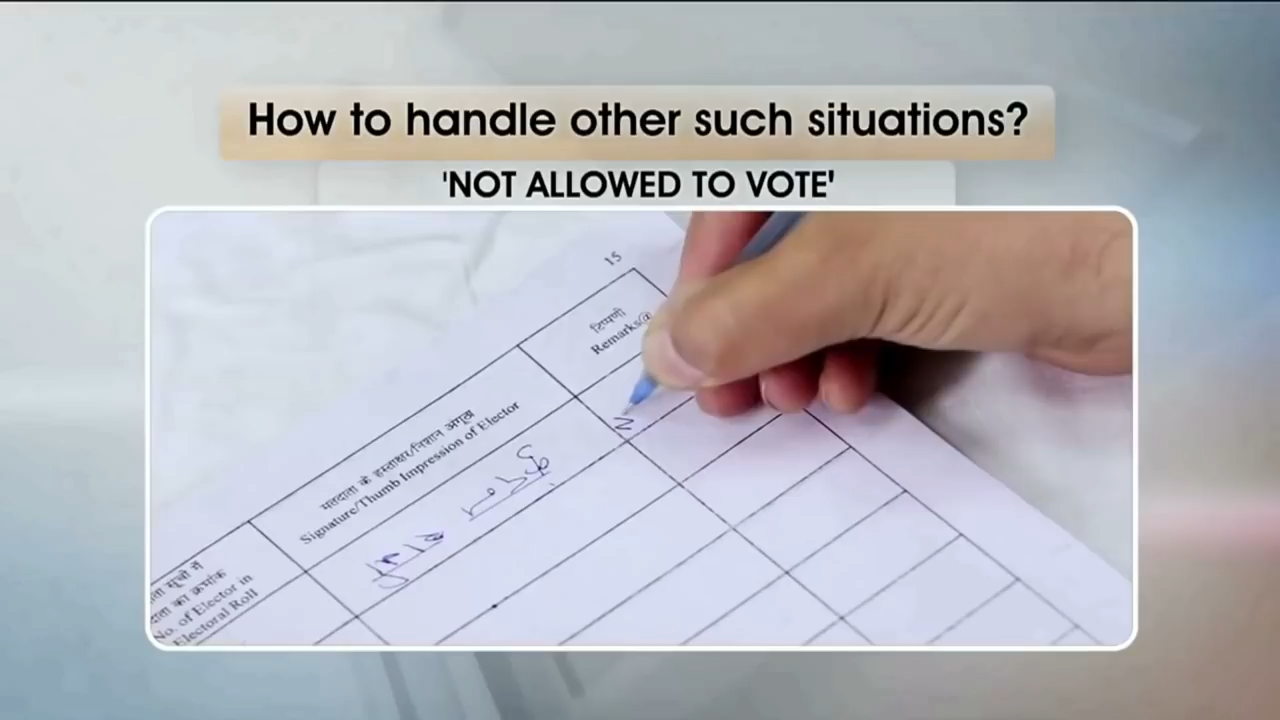 How to handle other such situations?
'NOT ALLOWED TO VOTE'
15
टिप्पणी
Remarks@
मतदाता के हस्ताक्षर/निशान अंगूठा
Signature/Thumb Impression of Elector
सूची में
का क्रमांक
No. of Elector in
Electoral Roll
N